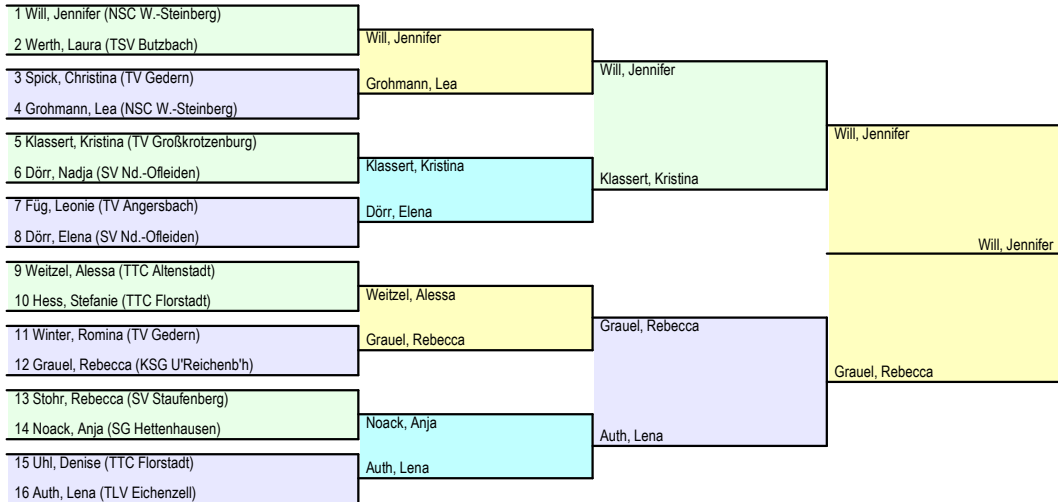 1 Will, Jennifer (NSC W.-Steinberg)
2 Werth, Laura (TSV Butzbach)
3 Spick, Christina (TV Gedern)
4 Grohmann, Lea (NSC W.-Steinberg)
5 Klassert, Kristina (TV Großkrotzenburg)
6 Dörr, Nadja (SV Nd.-Ofleiden)
7 Füg, Leonie (TV Angersbach)
8 Dörr, Elena (SV Nd.-Ofleiden)
9 Weitzel, Alessa (TTC Altenstadt)
10 Hess, Stefanie (TTC Florstadt)
11 Winter, Romina (TV Gedern)
12 Grauel, Rebecca (KSG U'Reichenb'h)
13 Stohr, Rebecca (SV Staufenberg)
14 Noack, Anja (SG Hettenhausen)
15 Uhl, Denise (TTC Florstadt)
16 Auth, Lena (TLV Eichenzell)
Will, Jennifer
Grohmann, Lea
Klassert, Kristina
Dörr, Elena
Weitzel, Alessa
Grauel, Rebecca
Noack, Anja
Auth, Lena
Will, Jennifer
Klassert, Kristina
Grauel, Rebecca
Auth, Lena
Will, Jennifer
Grauel, Rebecca
Will, Jennifer